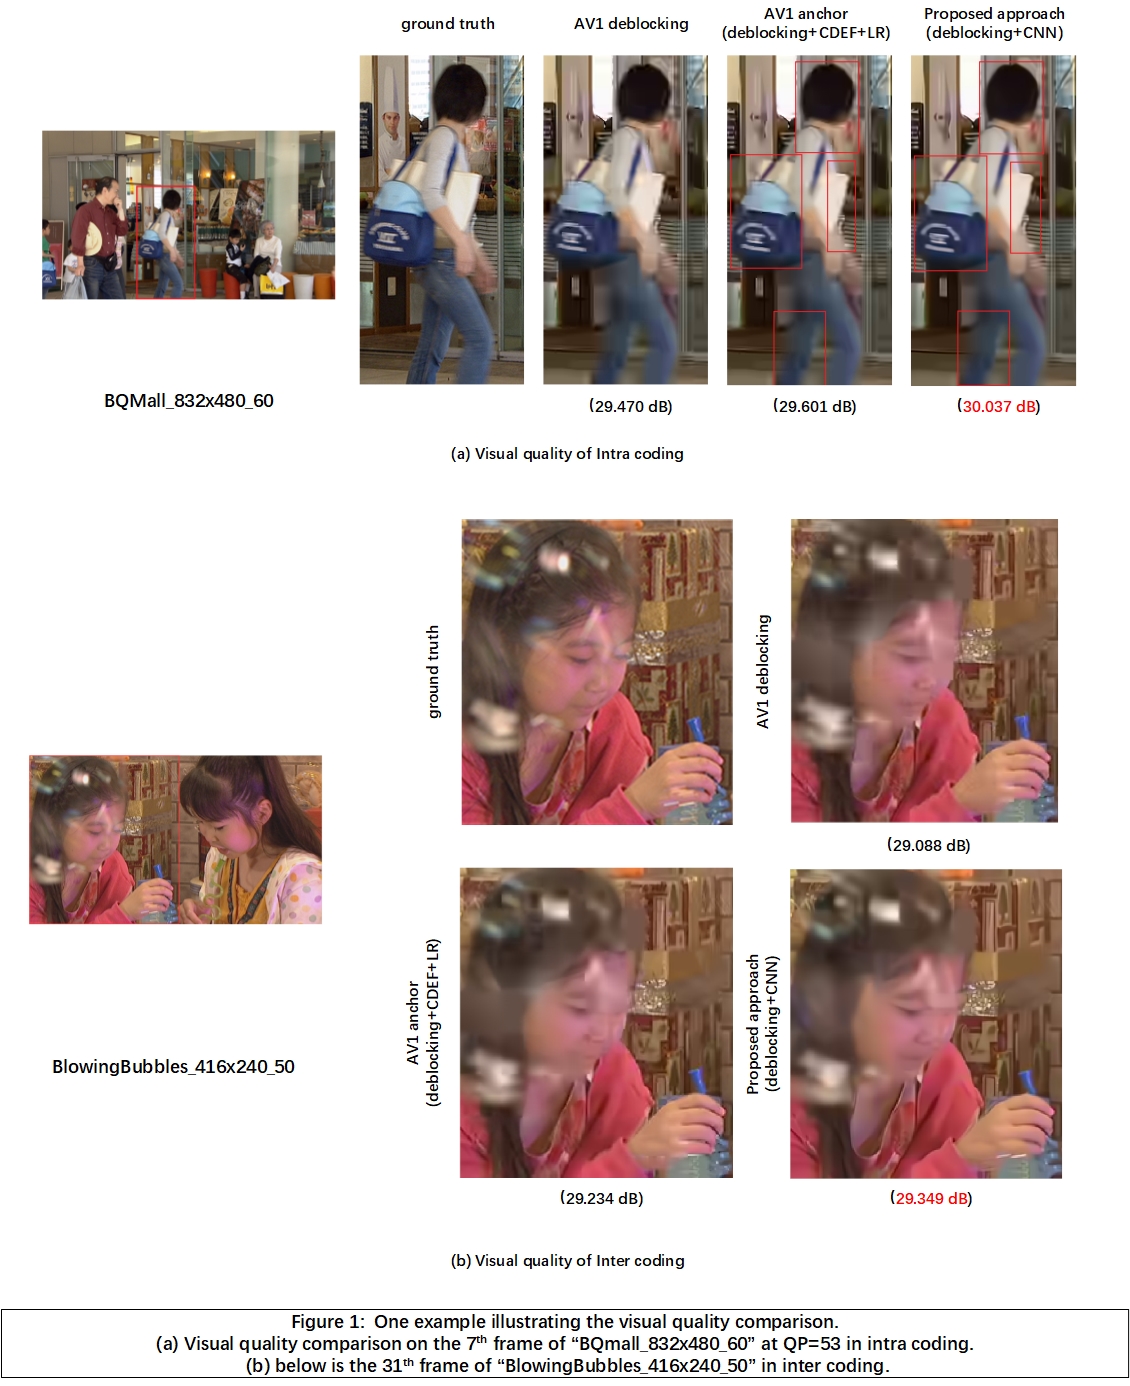 ground truth
AV1 deblocking
AV1 anchor
(deblocking+CDEF+LR)
Proposed approach
(deblocking+CNN)
BQMall_832x480_60
(29.470 dB)
(29.601 dB)
(30.037 dB)
(a) Visual quality of Intra coding
ground truth
AV1 deblocking
(29.088 dB)
AV1 anchor
(deblocking+CDEF+LR)
Proposed approach
(deblocking+CNN)
BlowingBubbles_416x240_50
(29.234 dB)
(29.349 dB)
(b) Visual quality of Inter coding
Figure 1: One example illustrating the visual quality comparison.
(a) Visual quality comparison on the 7th frame of “BQmall_832x480_60” at QP=53 in intra coding.
(b) below is the 31th frame of “BlowingBubbles_416x240_50” in inter coding.